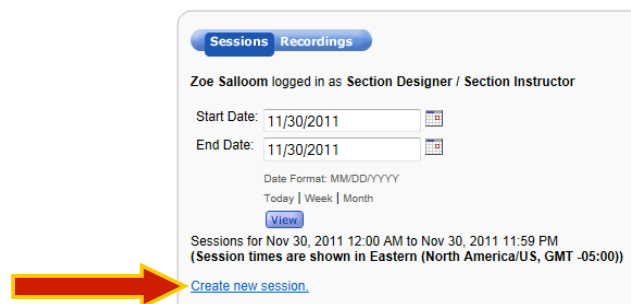 Sessions Recordings
Zoe Salloom logged in as Section Designer / Section Instructor
Start Date: 11/30/2011
End Date: 11/30/2011
Date Format: MM/DD/YYYY
Today | Week | Month
View
Sessions for Nov 30, 2011 12:00 AM to Nov 30, 2011 11:59 PM
(Session times are shown in Eastern (North America/US, GMT -05:00))
Create new session.